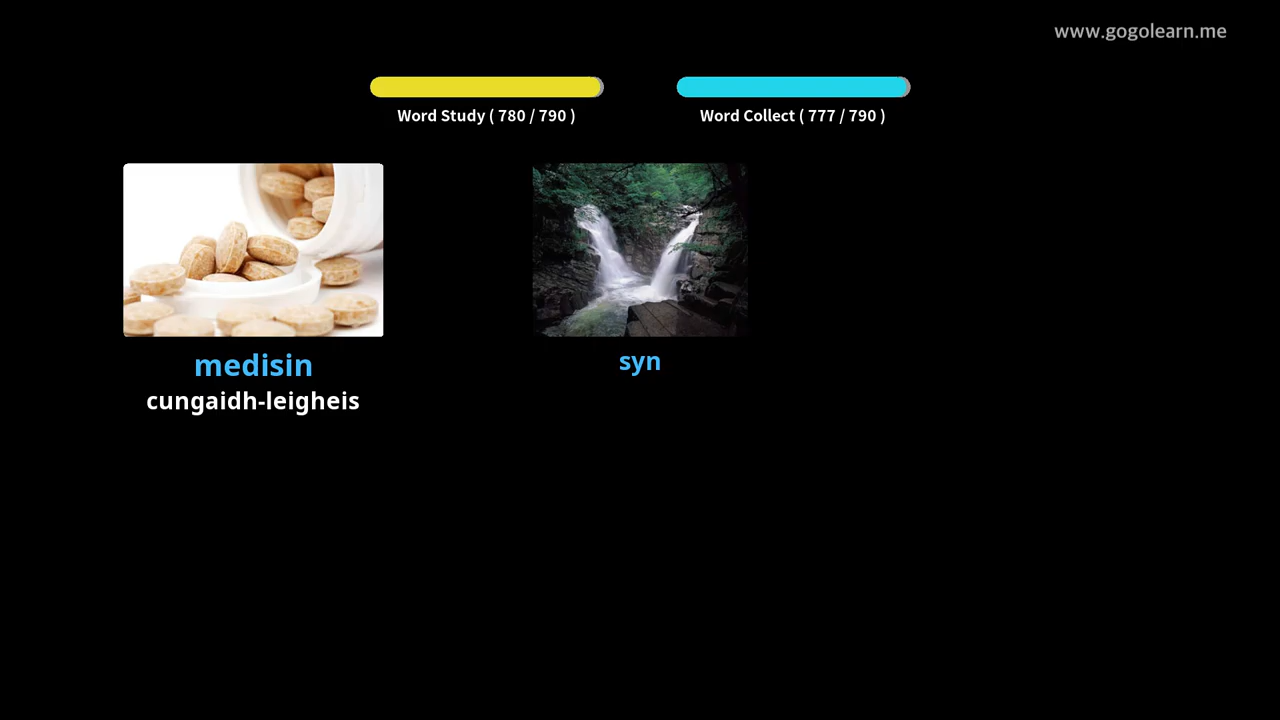 www.gogolearn.me
Word Study ( 780 / 790 )
Word Collect ( 777 / 790 )
medisin
cungaidh-leigheis
syn